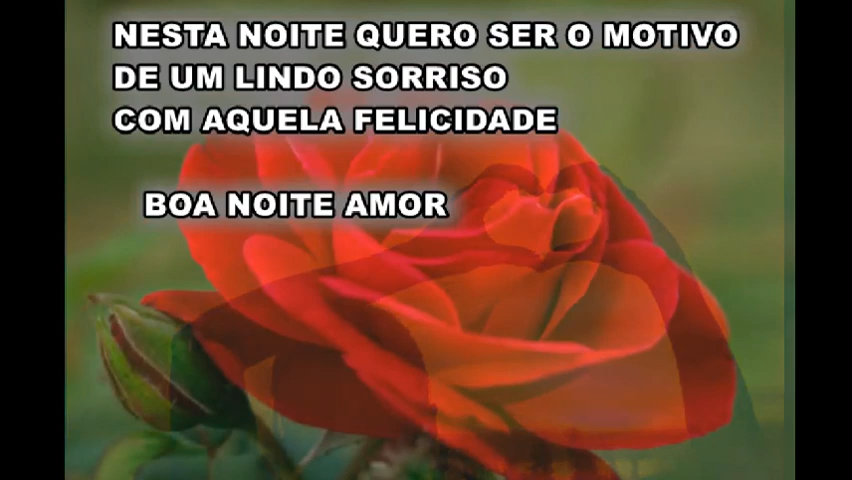 NESTA NOITE QUERO SER O MOTIVO
DE UM LINDO SORRISO
COM AQUELA FELICIDADE
BOA NOITE AMOR